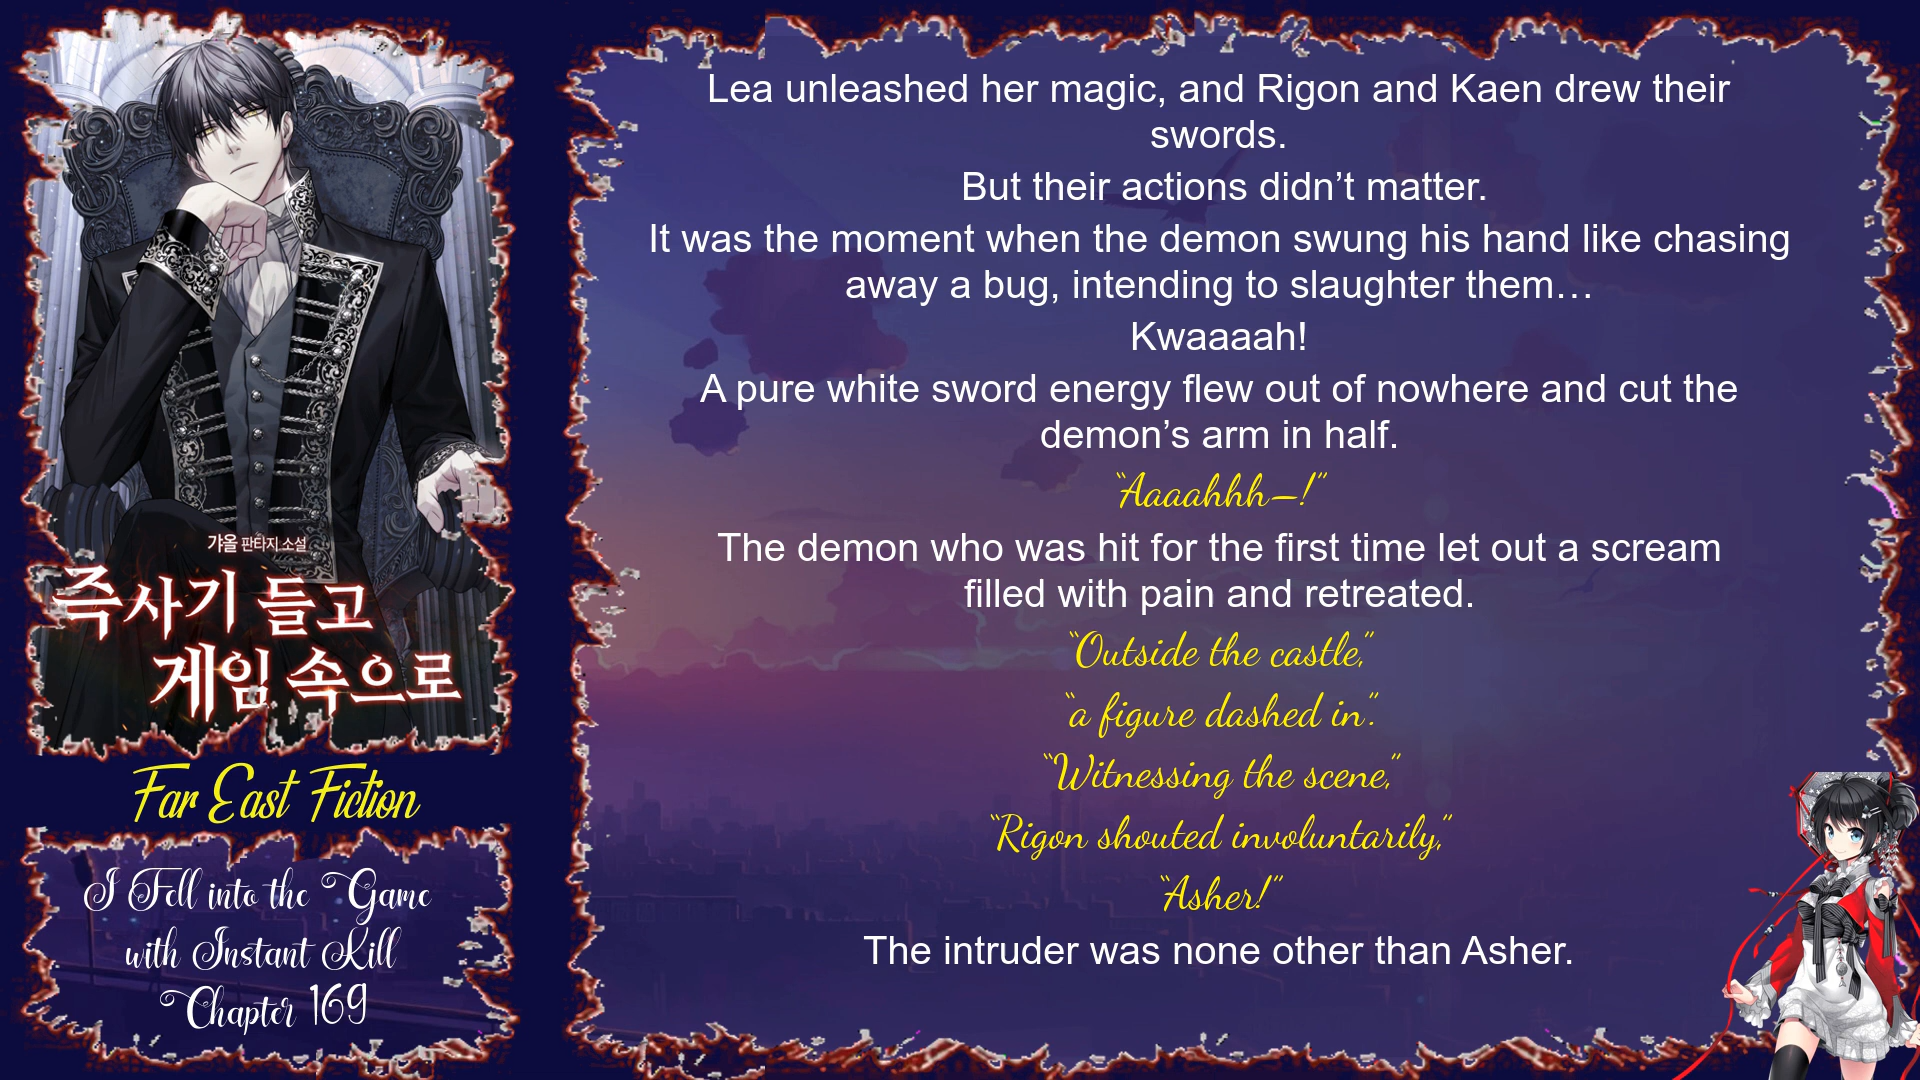 갸올 판타지 소설
즉사기 들고
게임 속으로
Far East Fiction
I Fell into the Game
with Instant Kill
Chapter 169
Lea unleashed her magic, and Rigon and Kaen drew their
swords.
But their actions didn’t matter.
It was the moment when the demon swung his hand like chasing
away a bug, intending to slaughter them…
Kwaaaah!
A pure white sword energy flew out of nowhere and cut the
demon’s arm in half.
“Aaaahhh—!”
The demon who was hit for the first time let out a scream
filled with pain and retreated.
“Outside the castle,”
“a figure dashed in”.
“Witnessing the scene,”
“Rigon shouted involuntarily,”
“Asher!”
The intruder was none other than Asher.